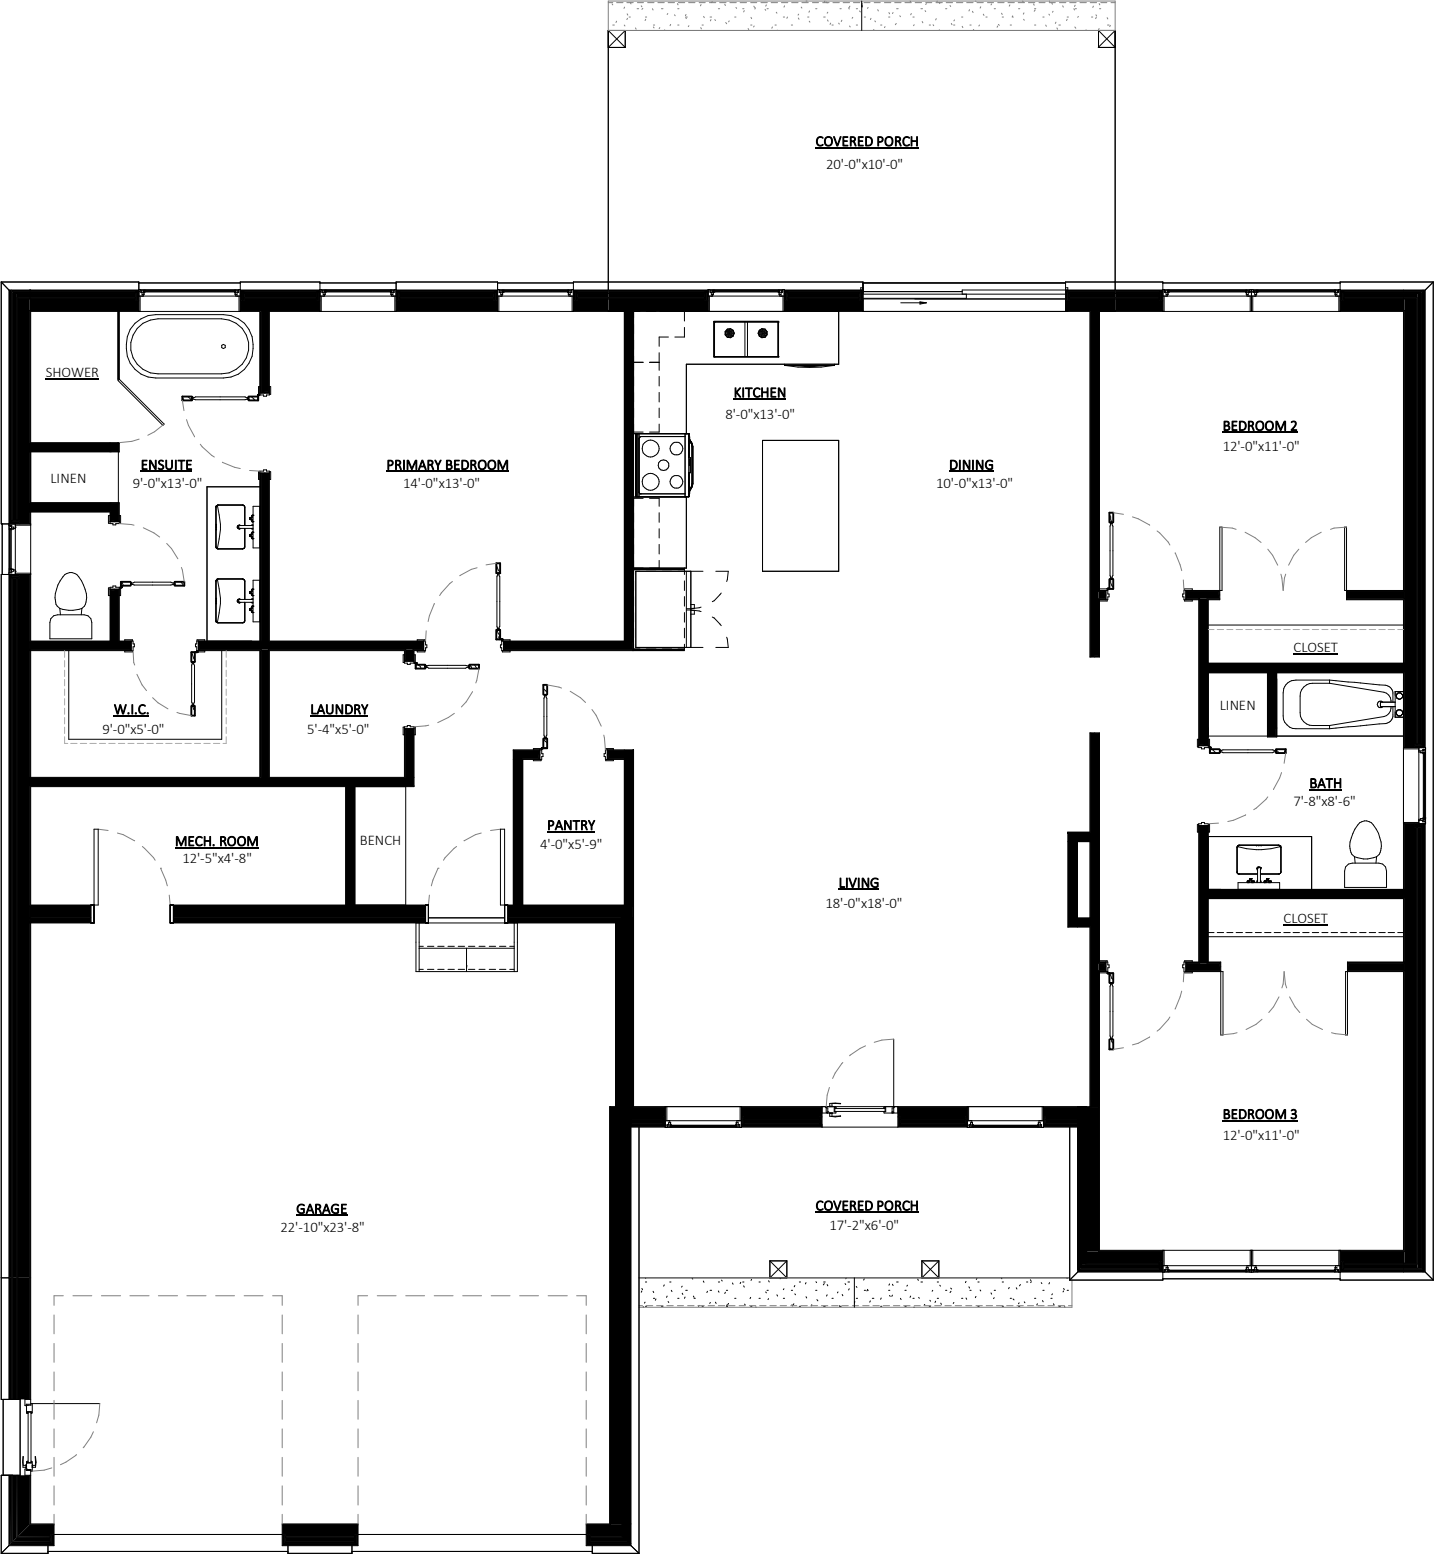 COVERED PORCH
20'-0"x10'-0"
SHOWER
LINEN
ENSUITE
9'-0"x13'-0"
PRIMARY BEDROOM
14'-0"x13'-0"
KITCHEN
8'-0"x13'-0"
DINING
10'-0"x13'-0"
BEDROOM 2
12'-0"x11'-0"
CLOSET
W.I.C.
9'-0"x5'-0"
LAUNDRY
5'-4"x5'-0"
LINEN
BATH
7'-8"x8'-6"
MECH. ROOM
12'-5"x4'-8"
BENCH
PANTRY
4'-0"x5'-9"
LIVING
18'-0"x18'-0"
CLOSET
BEDROOM 3
12'-0"x11'-0"
GARAGE
22'-10"x23'-8"
COVERED PORCH
17'-2"x6'-0"